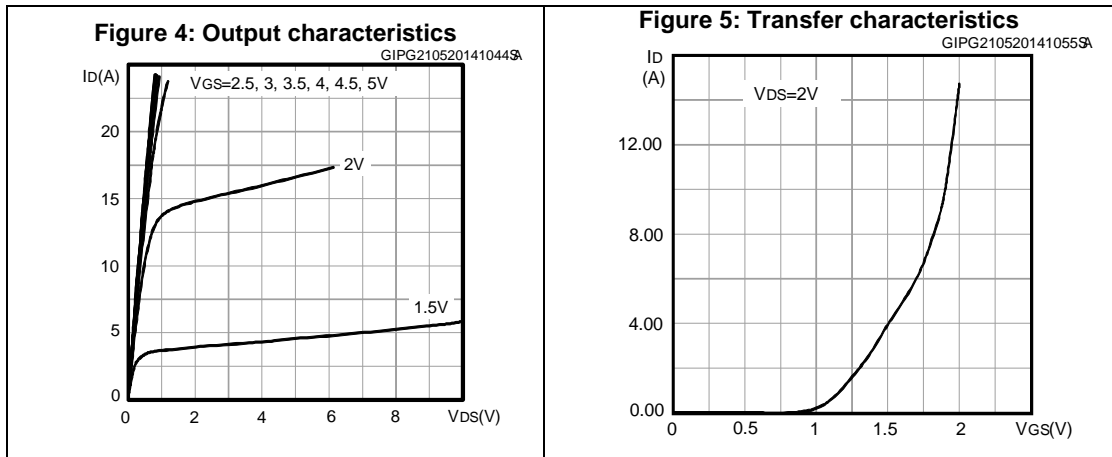 Figure 4: Output characteristics
GIPG210520141044SA
ID(A)
VGS=2.5, 3, 3.5, 4, 4.5, 5V
20
2V
15
10
1.5V
5
0
0 2 4 6 8 VDS(V)
Figure 5: Transfer characteristics
GIPG210520141055SA
ID
(A)
VDS=2V
12.00
8.00
4.00
0.00
0 0.5 1 1.5 2 VGS(V)